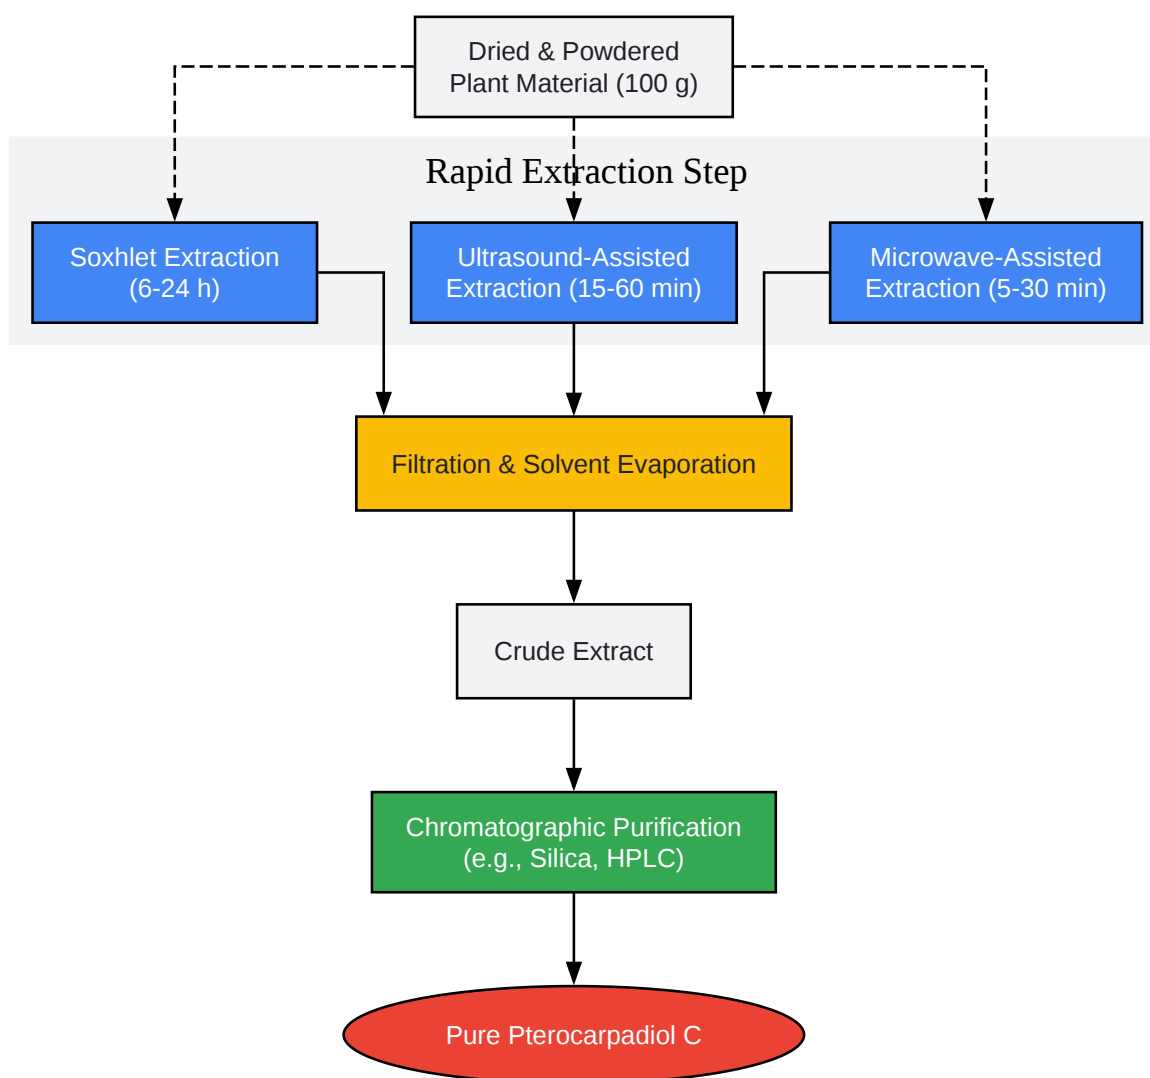 Dried & Powdered
Plant Material (100 g)
Rapid Extraction Step
Soxhlet Extraction
(6-24 h)
Ultrasound-Assisted
Extraction (15-60 min)
Microwave-Assisted
Extraction (5-30 min)
Filtration & Solvent Evaporation
Crude Extract
Chromatographic Purification
(e.g., Silica, HPLC)
Pure Pterocarpadiol C